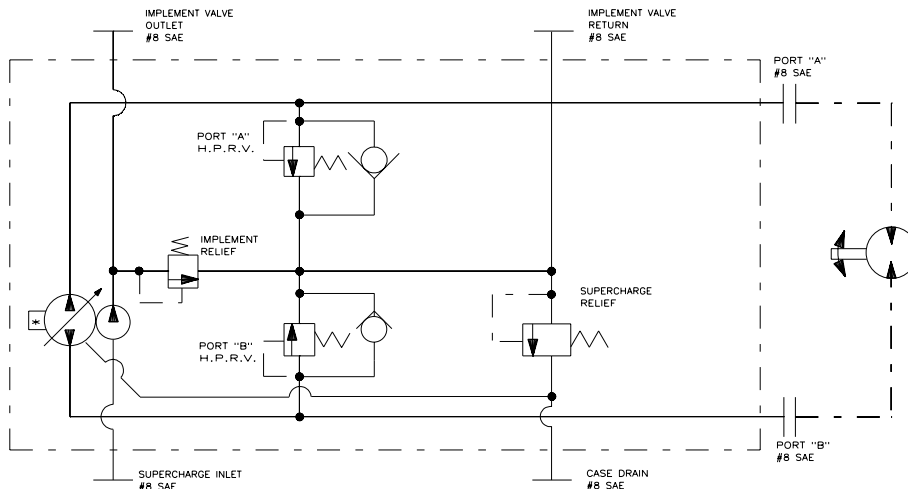 IMPLEMENT VALVE
OUTLET
#8 SAE
IMPLEMENT VALVE
RETURN
#8 SAE
PORT "A"
#8 SAE
PORT "A"
H.P.R.V.
IMPLEMENT
RELIEF
SUPERCHARGE
RELIEF
*
PORT "B"
H.P.R.V.
PORT "B"
#8 SAE
SUPERCHARGE INLET
#8 SAE
CASE DRAIN
#8 SAE